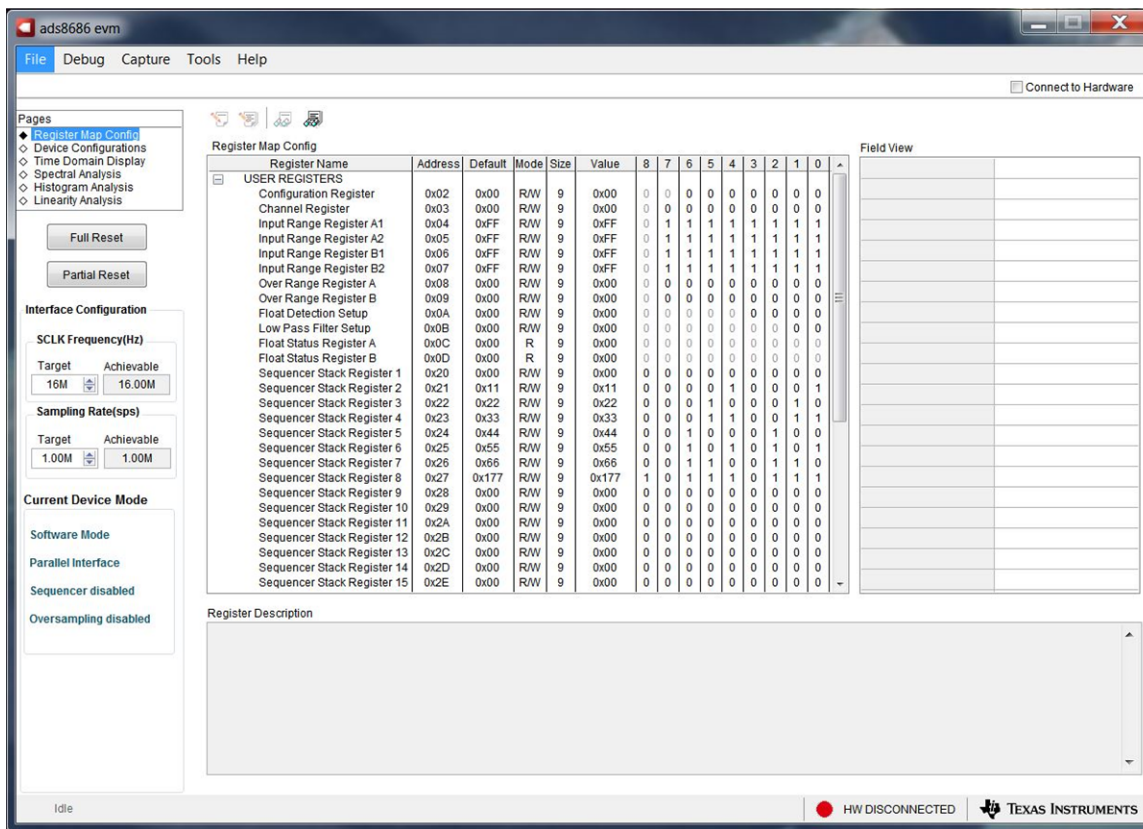 ads8686 evm
File Debug Capture Tools Help
Connect to Hardware
Pages
Register Map Config
Device Configurations
Time Domain Display
Spectral Analysis
Histogram Analysis
Linearity Analysis
Full Reset
Partial Reset
Interface Configuration
SCLK Frequency(Hz)
Target Achievable
16M 16.00M
Sampling Rate(sps)
Target Achievable
1.00M 1.00M
Current Device Mode
Software Mode
Parallel Interface
Sequencer disabled
Oversampling disabled
Register Map Config
Register Name Address Default Mode Size Value 8 7 6 5 4 3 2 1 0
USER REGISTERS
Configuration Register 0x02 0x00 R/W 9 0x00 0 0 0 0 0 0 0 0 0
Channel Register 0x03 0x00 R/W 9 0x00 0 0 0 0 0 0 0 0 0
Input Range Register A1 0x04 0xFF R/W 9 0xFF 0 1 1 1 1 1 1 1 1
Input Range Register A2 0x05 0xFF R/W 9 0xFF 0 1 1 1 1 1 1 1 1
Input Range Register B1 0x06 0xFF R/W 9 0xFF 0 1 1 1 1 1 1 1 1
Input Range Register B2 0x07 0xFF R/W 9 0xFF 0 1 1 1 1 1 1 1 1
Over Range Register A 0x08 0x00 R/W 9 0x00 0 0 0 0 0 0 0 0 0
Over Range Register B 0x09 0x00 R/W 9 0x00 0 0 0 0 0 0 0 0 0
Float Detection Setup 0x0A 0x00 R/W 9 0x00 0 0 0 0 0 0 0 0 0
Low Pass Filter Setup 0x0B 0x00 R/W 9 0x00 0 0 0 0 0 0 0 0 0
Float Status Register A 0x0C 0x00 R 9 0x00 0 0 0 0 0 0 0 0 0
Float Status Register B 0x0D 0x00 R 9 0x00 0 0 0 0 0 0 0 0 0
Sequencer Stack Register 1 0x20 0x00 R/W 9 0x00 0 0 0 0 0 0 0 0 0
Sequencer Stack Register 2 0x21 0x11 R/W 9 0x11 0 0 0 0 1 0 0 0 1
Sequencer Stack Register 3 0x22 0x22 R/W 9 0x22 0 0 0 1 0 0 0 1 0
Sequencer Stack Register 4 0x23 0x33 R/W 9 0x33 0 0 0 1 1 0 0 1 1
Sequencer Stack Register 5 0x24 0x44 R/W 9 0x44 0 0 1 0 0 0 1 0 0
Sequencer Stack Register 6 0x25 0x55 R/W 9 0x55 0 0 1 0 1 0 1 0 1
Sequencer Stack Register 7 0x26 0x66 R/W 9 0x66 0 0 1 1 0 0 1 1 0
Sequencer Stack Register 8 0x27 0x177 R/W 9 0x177 1 0 1 1 1 0 1 1 1
Sequencer Stack Register 9 0x28 0x00 R/W 9 0x00 0 0 0 0 0 0 0 0 0
Sequencer Stack Register 10 0x29 0x00 R/W 9 0x00 0 0 0 0 0 0 0 0 0
Sequencer Stack Register 11 0x2A 0x00 R/W 9 0x00 0 0 0 0 0 0 0 0 0
Sequencer Stack Register 12 0x2B 0x00 R/W 9 0x00 0 0 0 0 0 0 0 0 0
Sequencer Stack Register 13 0x2C 0x00 R/W 9 0x00 0 0 0 0 0 0 0 0 0
Sequencer Stack Register 14 0x2D 0x00 R/W 9 0x00 0 0 0 0 0 0 0 0 0
Sequencer Stack Register 15 0x2E 0x00 R/W 9 0x00 0 0 0 0 0 0 0 0 0
Field View
Register Description
Idle
HW DISCONNECTED
TEXAS INSTRUMENTS